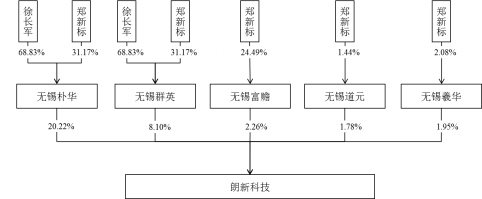 徐长军 郑新标 徐长军 郑新标 郑新标 郑新标 郑新标
68.83% 31.17% 68.83% 31.17% 24.49% 1.44% 2.08%
无锡朴华 无锡群英 无锡富赡 无锡道元 无锡羲华
20.22% 8.10% 2.26% 1.78% 1.95%
朗新科技